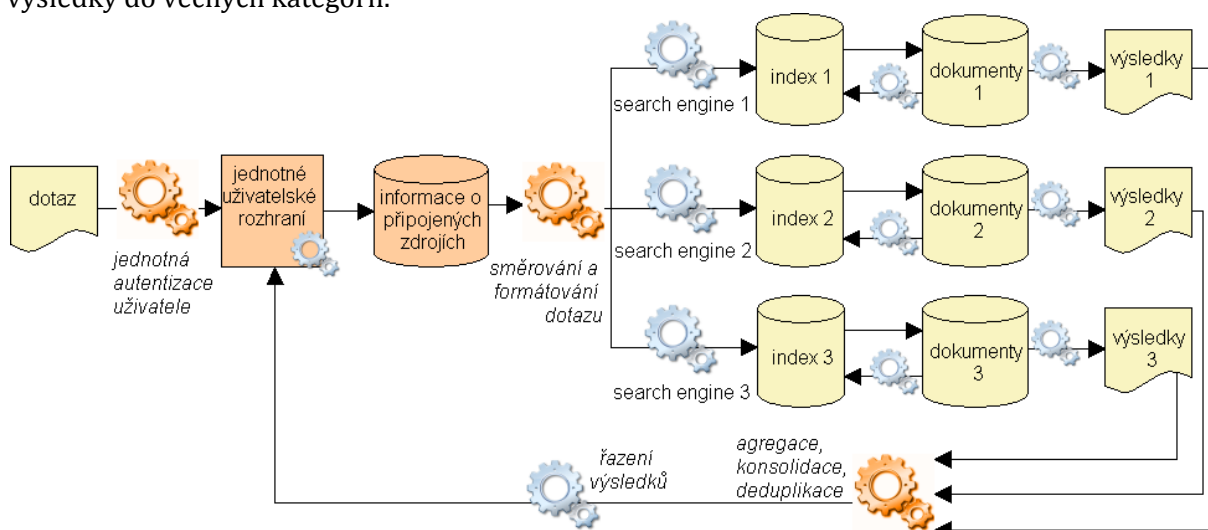 výsledky do věcných kategorií.
search engine 1
index 1
dokumenty
1
výsledky
1
dotaz
jednotná
autentizace
uživatele
jednotné
uživatelské
rozhraní
informace o
připojených
zdrojích
směrování a
formátování
dotazu
search engine 2
index 2
dokumenty
2
výsledky
2
search engine 3
index 3
dokumenty
3
výsledky
3
agregace,
konsolidace,
deduplikace
řazení
výsledků